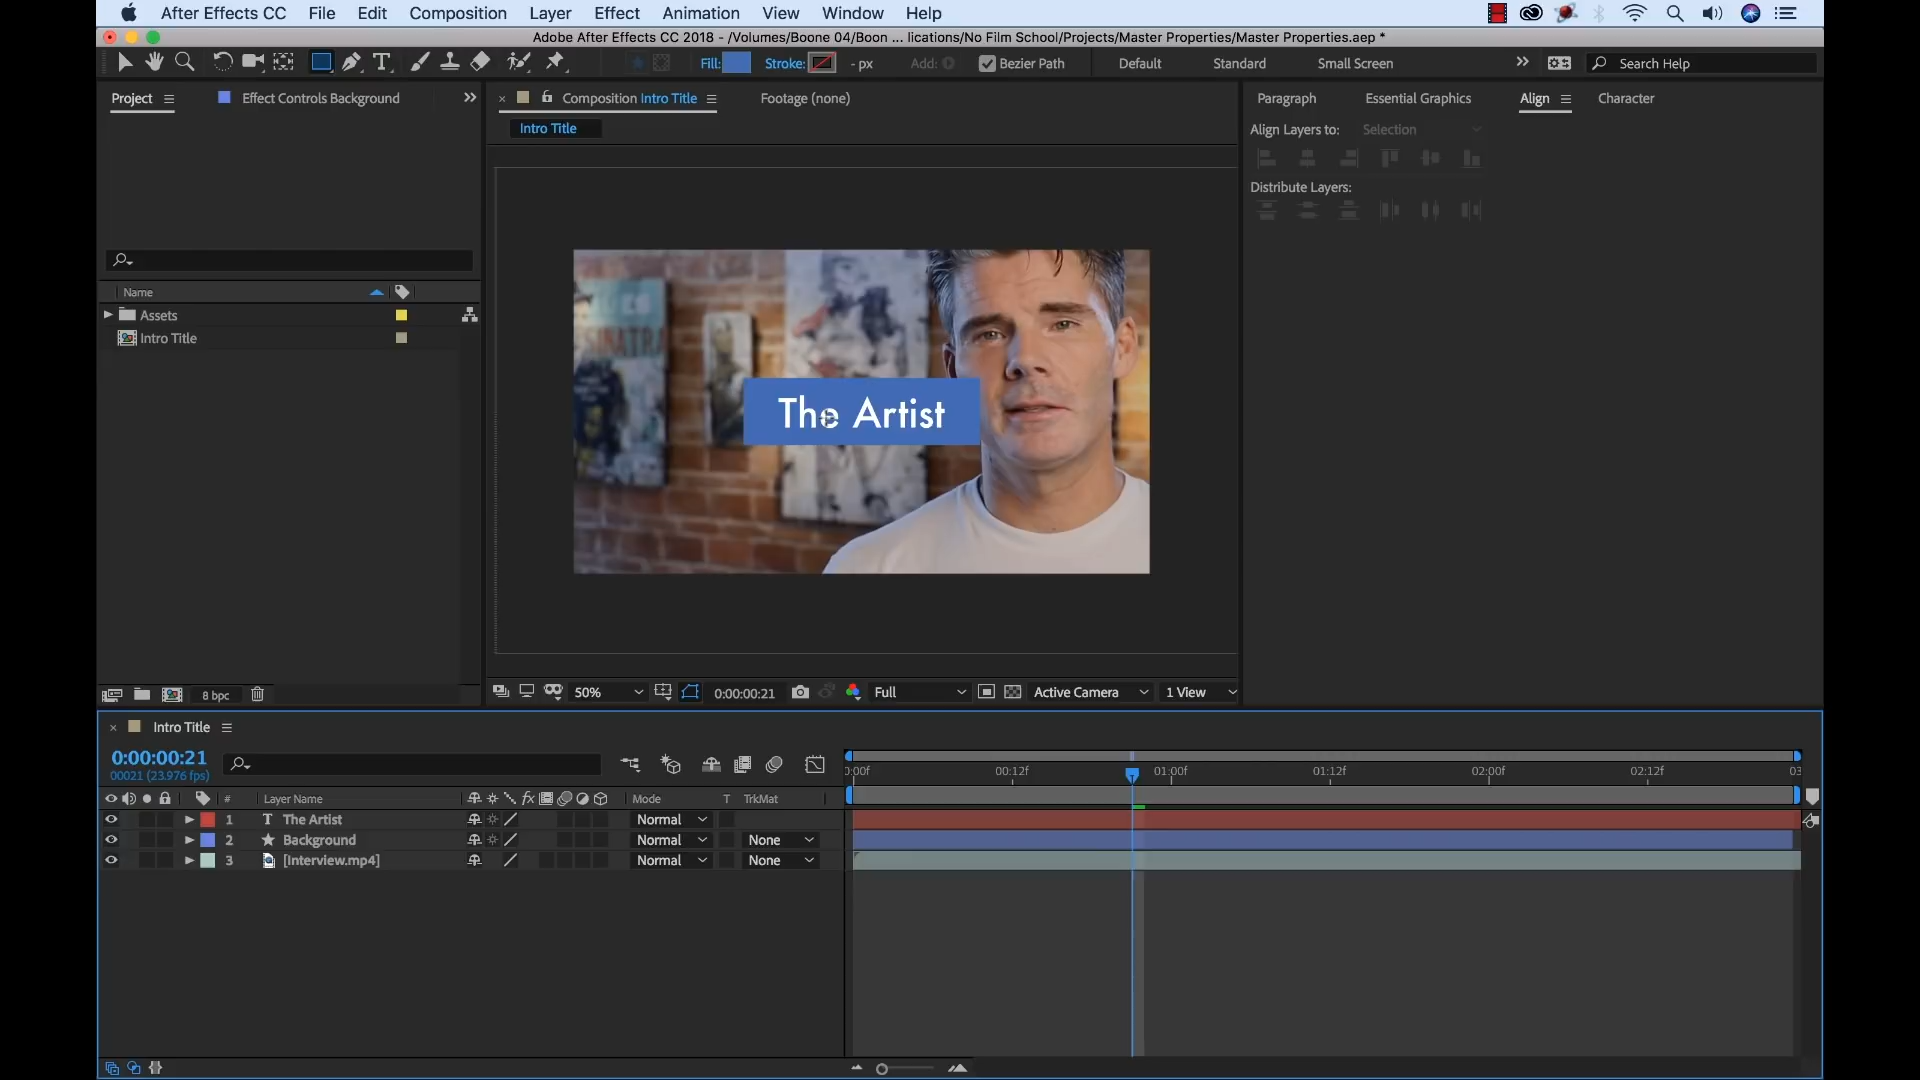 After Effects CC File Edit Composition Layer Effect Animation View Window Help
Adobe After Effects CC 2018 - /Volumes/Boone 04/Boon ... lications/No Film School/Projects/Master Properties/Master Properties.aep *
Fill: Stroke: - px Add: Bezier Path Default Standard Small Screen Search Help
Project Effect Controls Background Composition Intro Title Footage (none) Paragraph Essential Graphics Align Character
Intro Title
Align Layers to: Selection
Distribute Layers:
Name
Assets
Intro Title
The Artist
8 bpc 50% 0:00:00:21 Full Active Camera 1 View
Intro Title
0:00:00:21
00021 (23.976 fps)
0:00f 00:12f 01:00f 01:12f 02:00f 02:12f 03
# Layer Name fx Mode T TrkMat
1 T The Artist Normal
2 Background Normal None
3 [Interview.mp4] Normal None